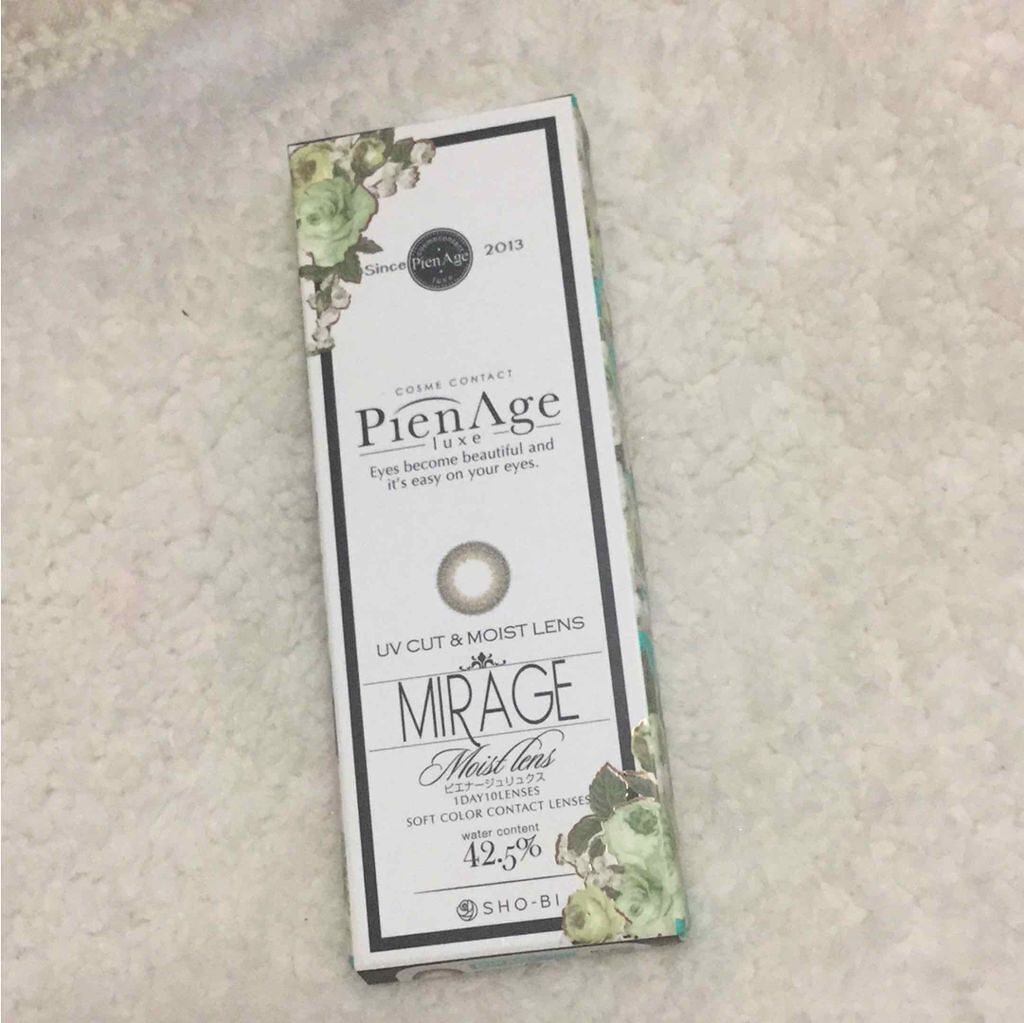 Since PienAge 2013
luxe
COSME CONTACT
PienAge
luxe
Eyes become beautiful and
it's easy on your eyes.
UV CUT & MOIST LENS
MIRAGE
Moist lens
ピエナージュリュクス
1DAY10LENSES
SOFT COLOR CONTACT LENSES
water content
42.5%
SHO-BI